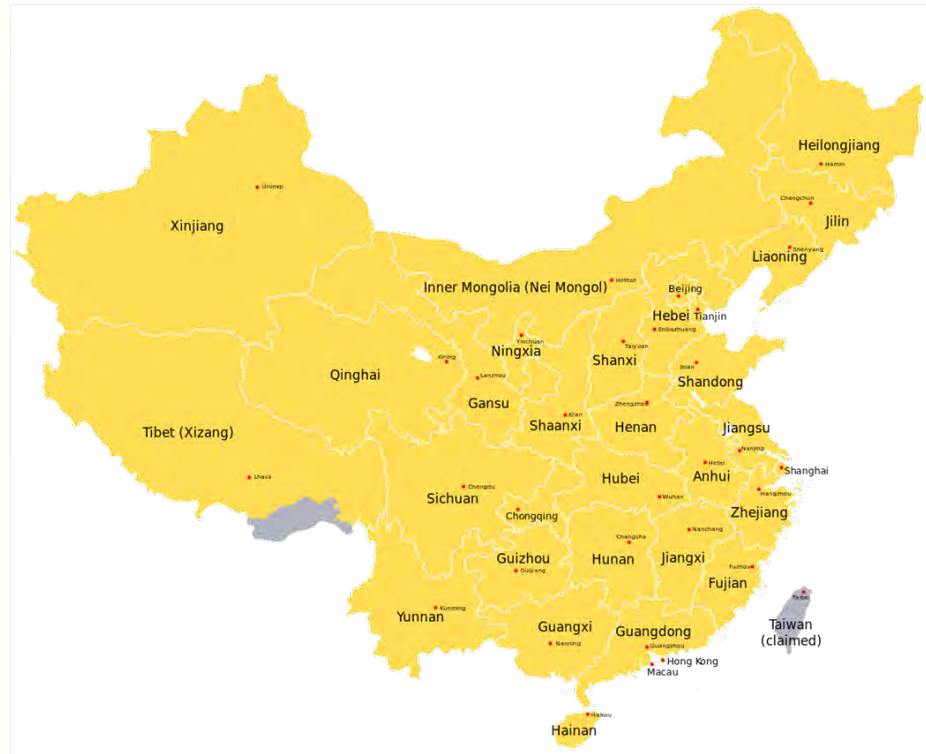 Heilongjiang
Harbin
Ürümqi
Changchun
Xinjiang
Jilin
Shenyang
Liaoning
Inner Mongolia (Nei Mongol)
Hohhot
Beijing
Hebei
Tianjin
Shijiazhuang
Yinchuan
Ningxia
Taiyuan
Shanxi
Xining
Jinan
Qinghai
Lanzhou
Shandong
Gansu
Zhengzhou
Xi'an
Shaanxi
Henan
Jiangsu
Tibet (Xizang)
Nanjing
Hefei
Shanghai
Lhasa
Anhui
Hubei
Chengdu
Sichuan
Hangzhou
Wuhan
Zhejiang
Chongqing
Nanchang
Changsha
Guizhou
Hunan
Jiangxi
Guiyang
Fuzhou
Fujian
Taibei
Kunming
Yunnan
Guangxi
Guangdong
Taiwan
(claimed)
Nanning
Guangzhou
Hong Kong
Macau
Haikou
Hainan